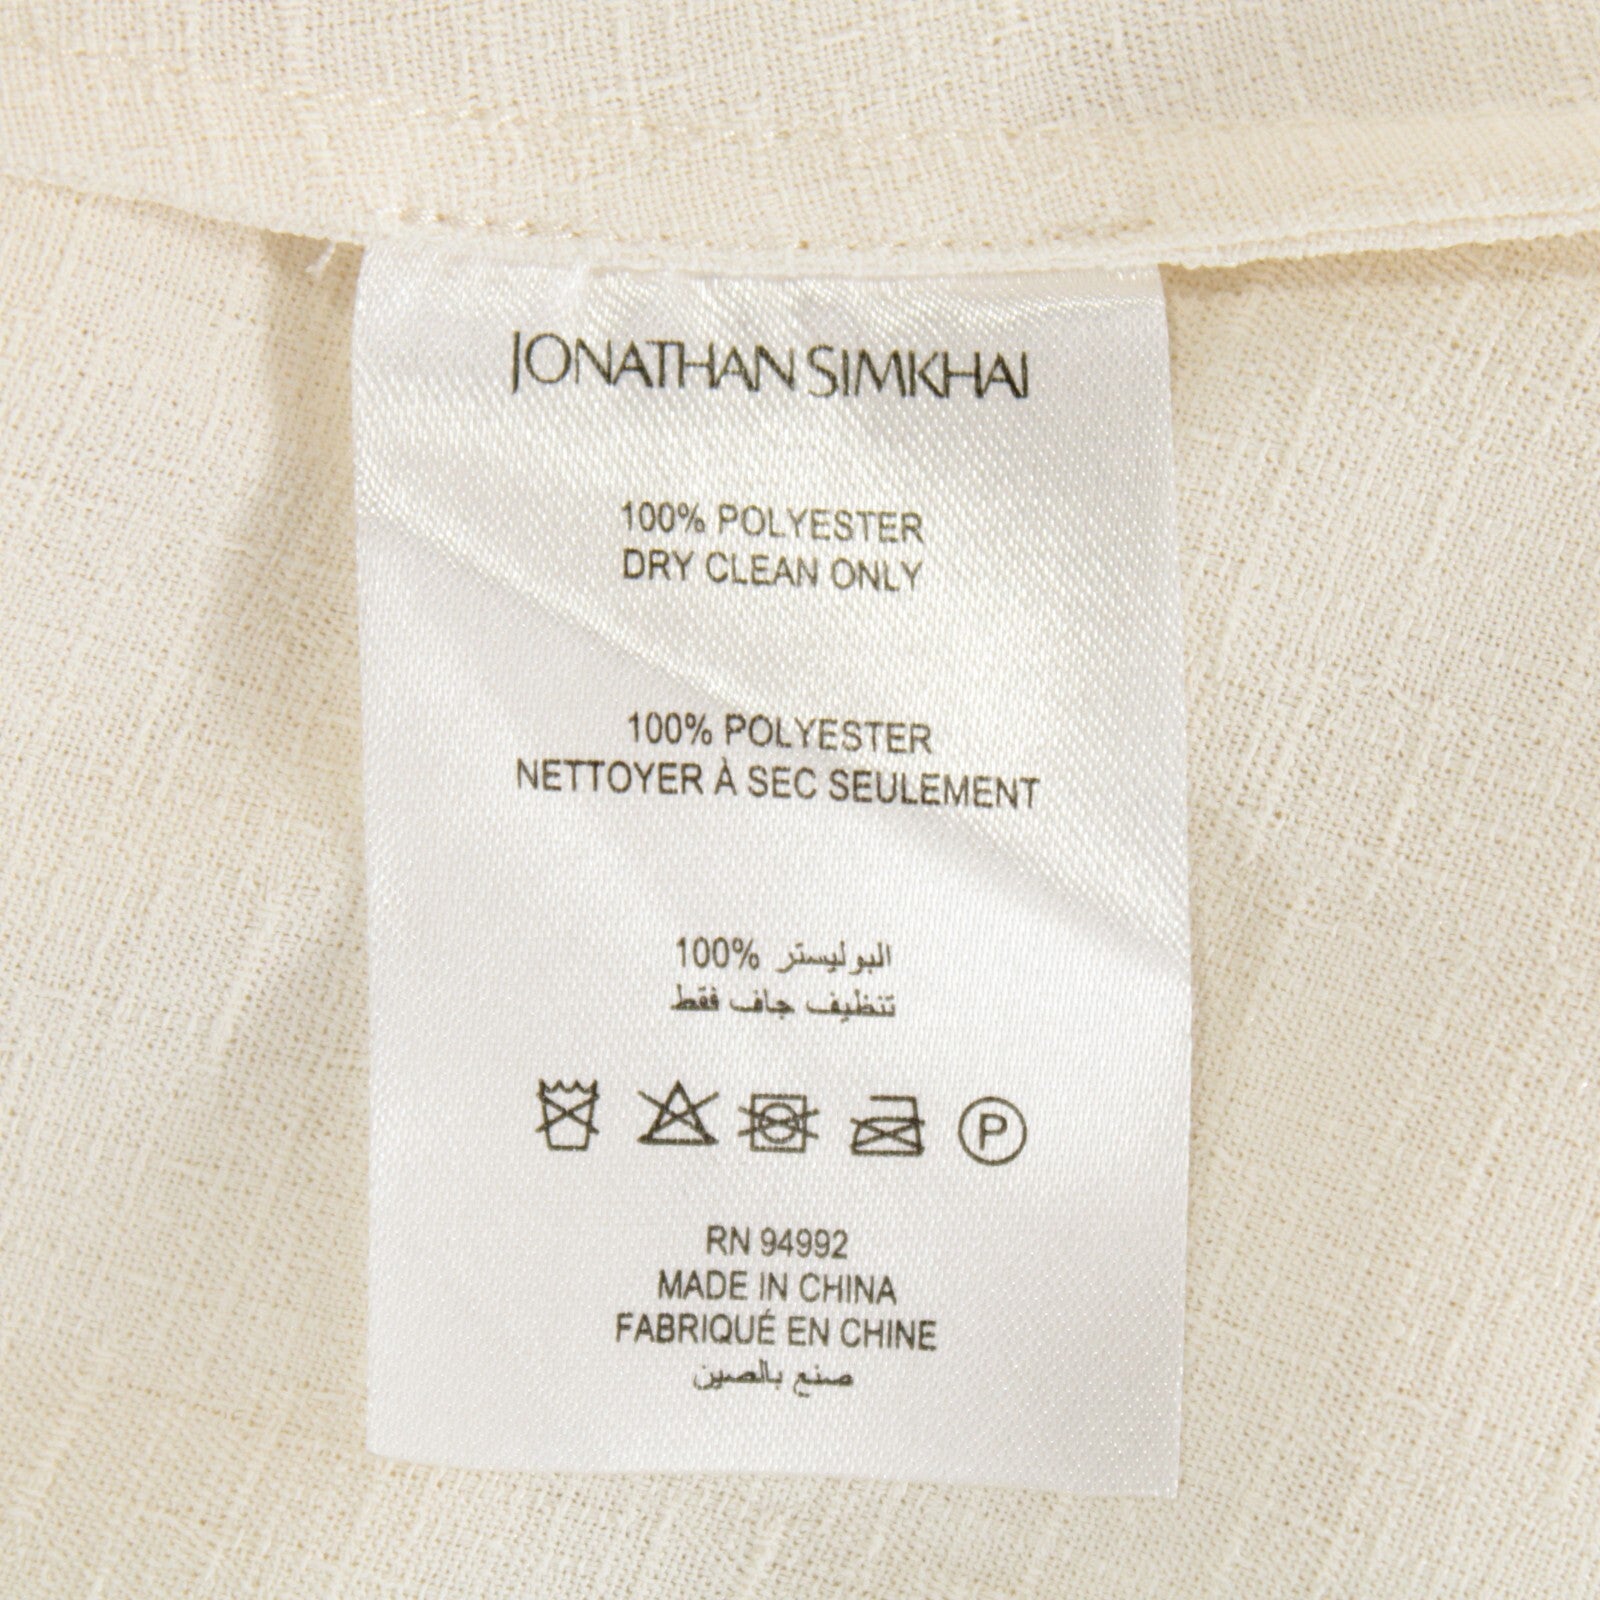 JONATHAN SIMKHAI
100% POLYESTER
DRY CLEAN ONLY
100% POLYESTER
NETTOYER À SEC SEULEMENT
100% البوليستر
تنظيف جاف فقط
P
RN 94992
MADE IN CHINA
FABRIQUÉ EN CHINE
صنع بالصين